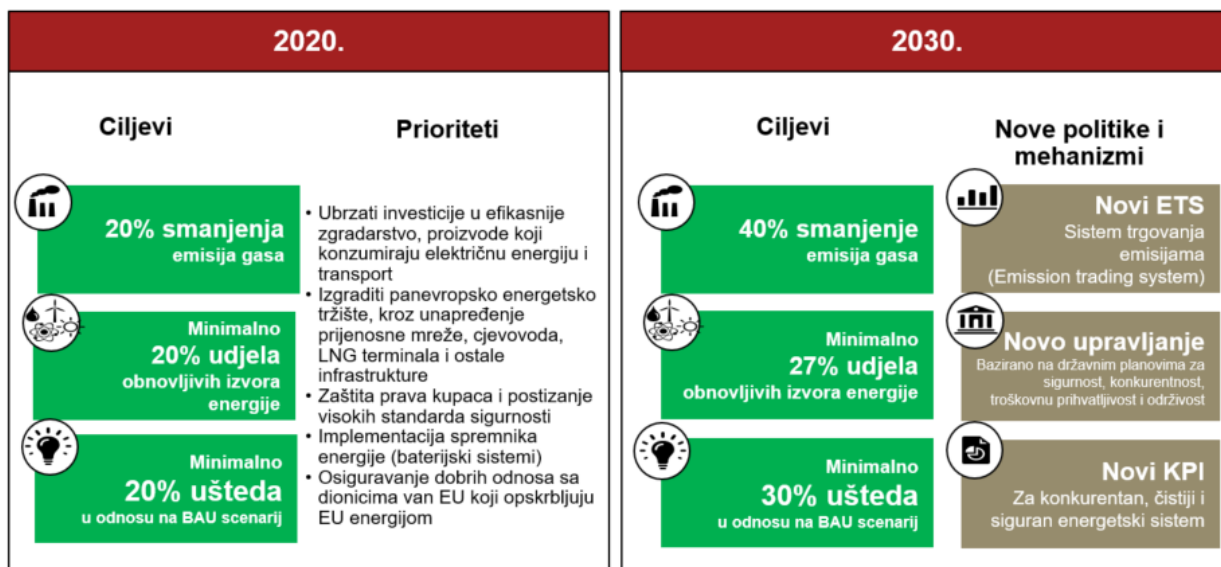 2020.
Ciljevi
20% smanjenja
emisija gasa
Minimalno
20% udjela
obnovljivih izvora
energije
Minimalno
20% ušteda
u odnosu na BAU scenarij
Prioriteti
• Ubrzati investicije u efikasnije
zgradarstvo, proizvode koji
konzumiraju električnu energiju i
transport
• Izgraditi panevropsko energetsko
tržište, kroz unapređenje
prijenosne mreže, cjevovoda,
LNG terminala i ostale
infrastrukture
• Zaštita prava kupaca i postizanje
visokih standarda sigurnosti
• Implementacija spremnika
energije (baterijski sistemi)
• Osiguravanje dobrih odnosa sa
dionicima van EU koji opskrbljuju
EU energijom
2030.
Ciljevi
40% smanjenje
emisija gasa
Minimalno
27% udjela
obnovljivih izvora energije
Minimalno
30% ušteda
u odnosu na BAU scenarij
Nove politike i
mehanizmi
Novi ETS
Sistem trgovanja
emisijama
(Emission trading system)
Novo upravljanje
Bazirano na državnim planovima za
sigurnost, konkurentnost,
troškovnu prihvatljivost i održivost
Novi KPI
Za konkurentan, čistiji i
siguran energetski sistem